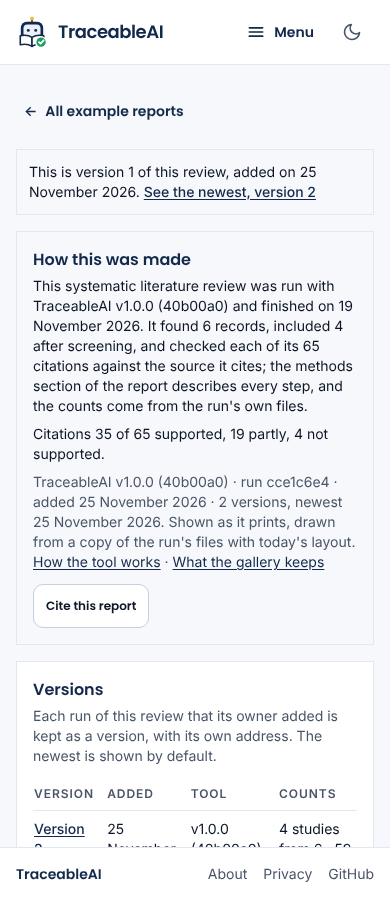 TraceableAI
Menu
← All example reports
This is version 1 of this review, added on 25
November 2026. See the newest, version 2
How this was made
This systematic literature review was run with
TraceableAI v1.0.0 (40b00a0) and finished on 19
November 2026. It found 6 records, included 4
after screening, and checked each of its 65
citations against the source it cites; the methods
section of the report describes every step, and
the counts come from the run's own files.
Citations 35 of 65 supported, 19 partly, 4 not
supported.
TraceableAI v1.0.0 (40b00a0) · run cce1c6e4 ·
added 25 November 2026 · 2 versions, newest
25 November 2026. Shown as it prints, drawn
from a copy of the run's files with today's layout.
How the tool works · What the gallery keeps
Cite this report
Versions
Each run of this review that its owner added is
kept as a version, with its own address. The
newest is shown by default.
VERSION ADDED TOOL COUNTS
Version 25 v1.0.0 4 studies
TraceableAI About Privacy GitHub